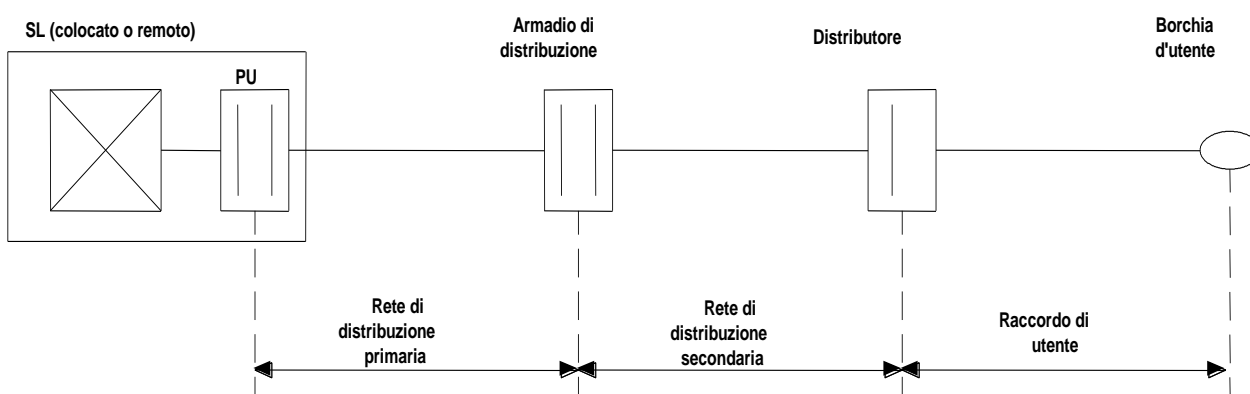 SL (colocato o remoto)
PU
Armadio di
distribuzione
Distributore
Borchia
d'utente
Rete di
distribuzione
primaria
Rete di
distribuzione
secondaria
Raccordo di
utente